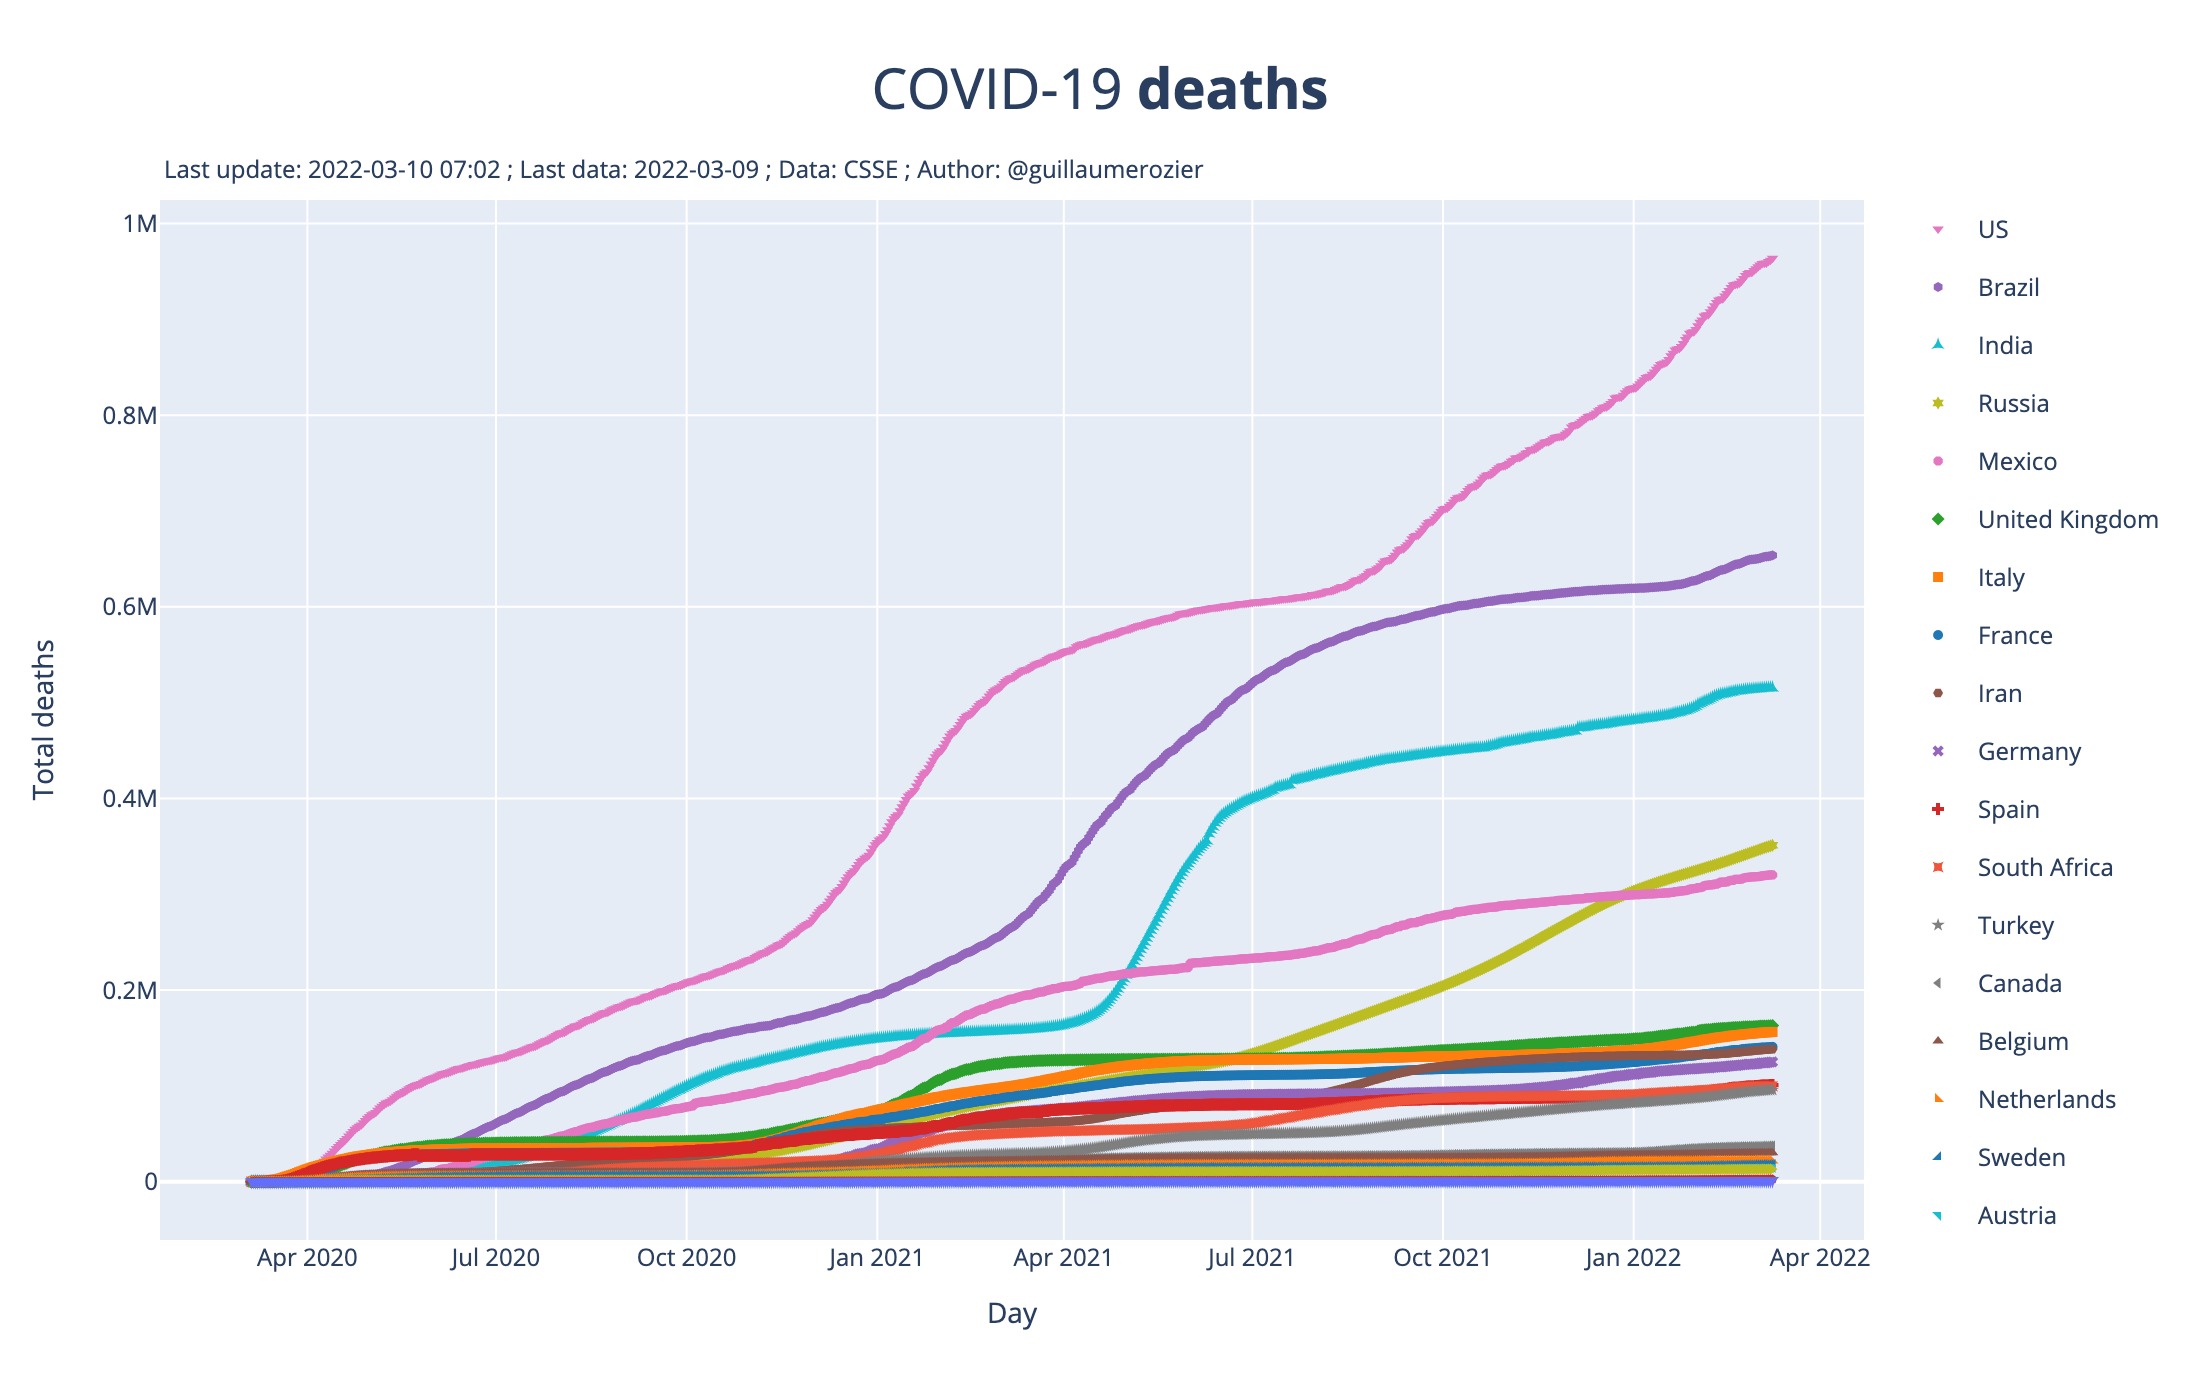 COVID-19 deaths
Last update: 2022-03-10 07:02 ; Last data: 2022-03-09 ; Data: CSSE ; Author: @guillaumerozier
1M
0.8M
0.6M
0.4M
0.2M
0
Total deaths
Apr 2020
Jul 2020
Oct 2020
Jan 2021
Apr 2021
Jul 2021
Oct 2021
Jan 2022
Apr 2022
Day
US
Brazil
India
Russia
Mexico
United Kingdom
Italy
France
Iran
Germany
Spain
South Africa
Turkey
Canada
Belgium
Netherlands
Sweden
Austria